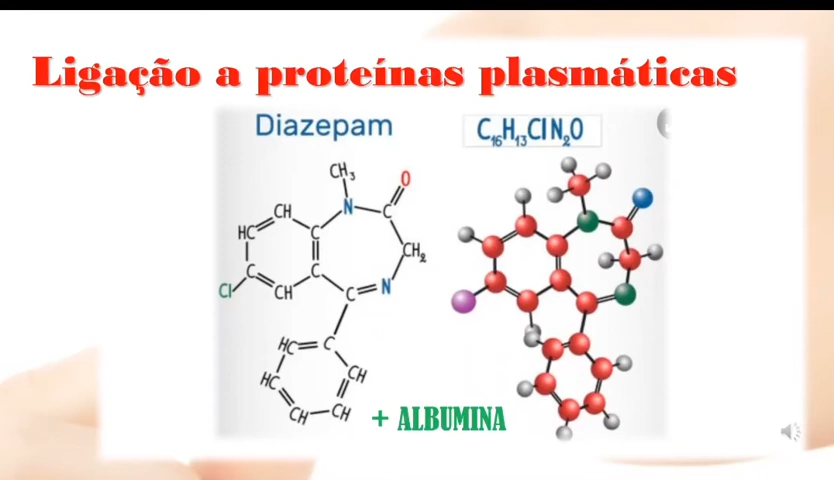 Ligação a proteínas plasmáticas
Diazepam
C₁₆H₁₃ClN₂O
CH₃
O
N
C
CH
HC
C
CH₂
C
C
Cl
CH
C
N
HC
C
HC
CH
CH
CH
+ ALBUMINA